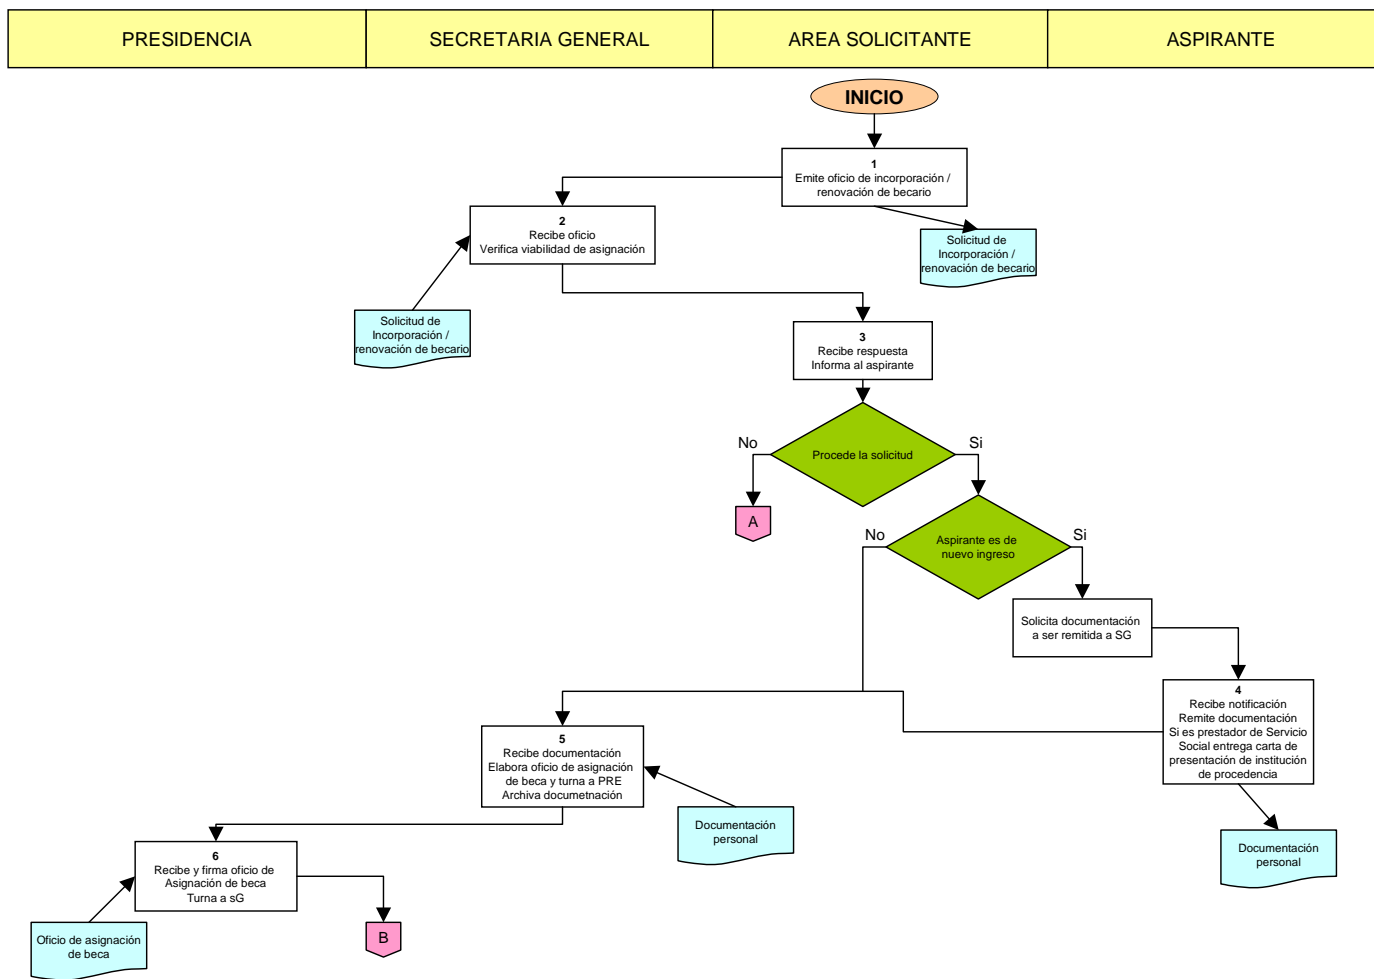 PRESIDENCIA
SECRETARIA GENERAL
AREA SOLICITANTE
ASPIRANTE
INICIO
1
Emite oficio de incorporación /
renovación de becario
2
Recibe oficio
Verifica viabilidad de asignación
Solicitud de
Incorporación /
renovación de becario
Solicitud de
Incorporación /
renovación de becario
3
Recibe respuesta
Informa al aspirante
No
Procede la solicitud
Si
A
No
Aspirante es de
nuevo ingreso
Si
Solicita documentación
a ser remitida a SG
4
Recibe notificación
Remite documentación
Si es prestador de Servicio
Social entrega carta de
presentación de institución
de procedencia
5
Recibe documentación
Elabora oficio de asignación
de beca y turna a PRE
Archiva documetnación
Documentación
personal
Documentación
personal
6
Recibe y firma oficio de
Asignación de beca
Turna a sG
Oficio de asignación
de beca
B